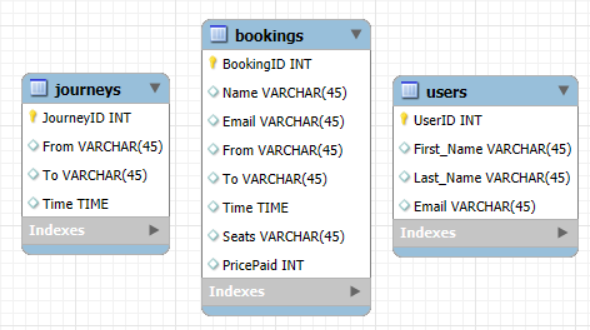 journeys
JourneyID INT
From VARCHAR(45)
To VARCHAR(45)
Time TIME
Indexes
bookings
BookingID INT
Name VARCHAR(45)
Email VARCHAR(45)
From VARCHAR(45)
To VARCHAR(45)
Time TIME
Seats VARCHAR(45)
PricePaid INT
Indexes
users
UserID INT
First_Name VARCHAR(45)
Last_Name VARCHAR(45)
Email VARCHAR(45)
Indexes